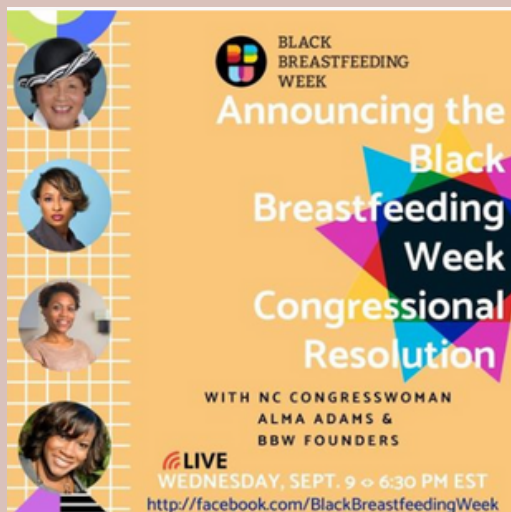 BLACK
BREASTFEEDING
WEEK
Announcing the
Black
Breastfeeding
Week
Congressional
Resolution
WITH NC CONGRESSWOMAN
ALMA ADAMS &
BBW FOUNDERS
LIVE
WEDNESDAY, SEPT. 9 ⇔ 6:30 PM EST
http://facebook.com/BlackBreastfeedingWeek